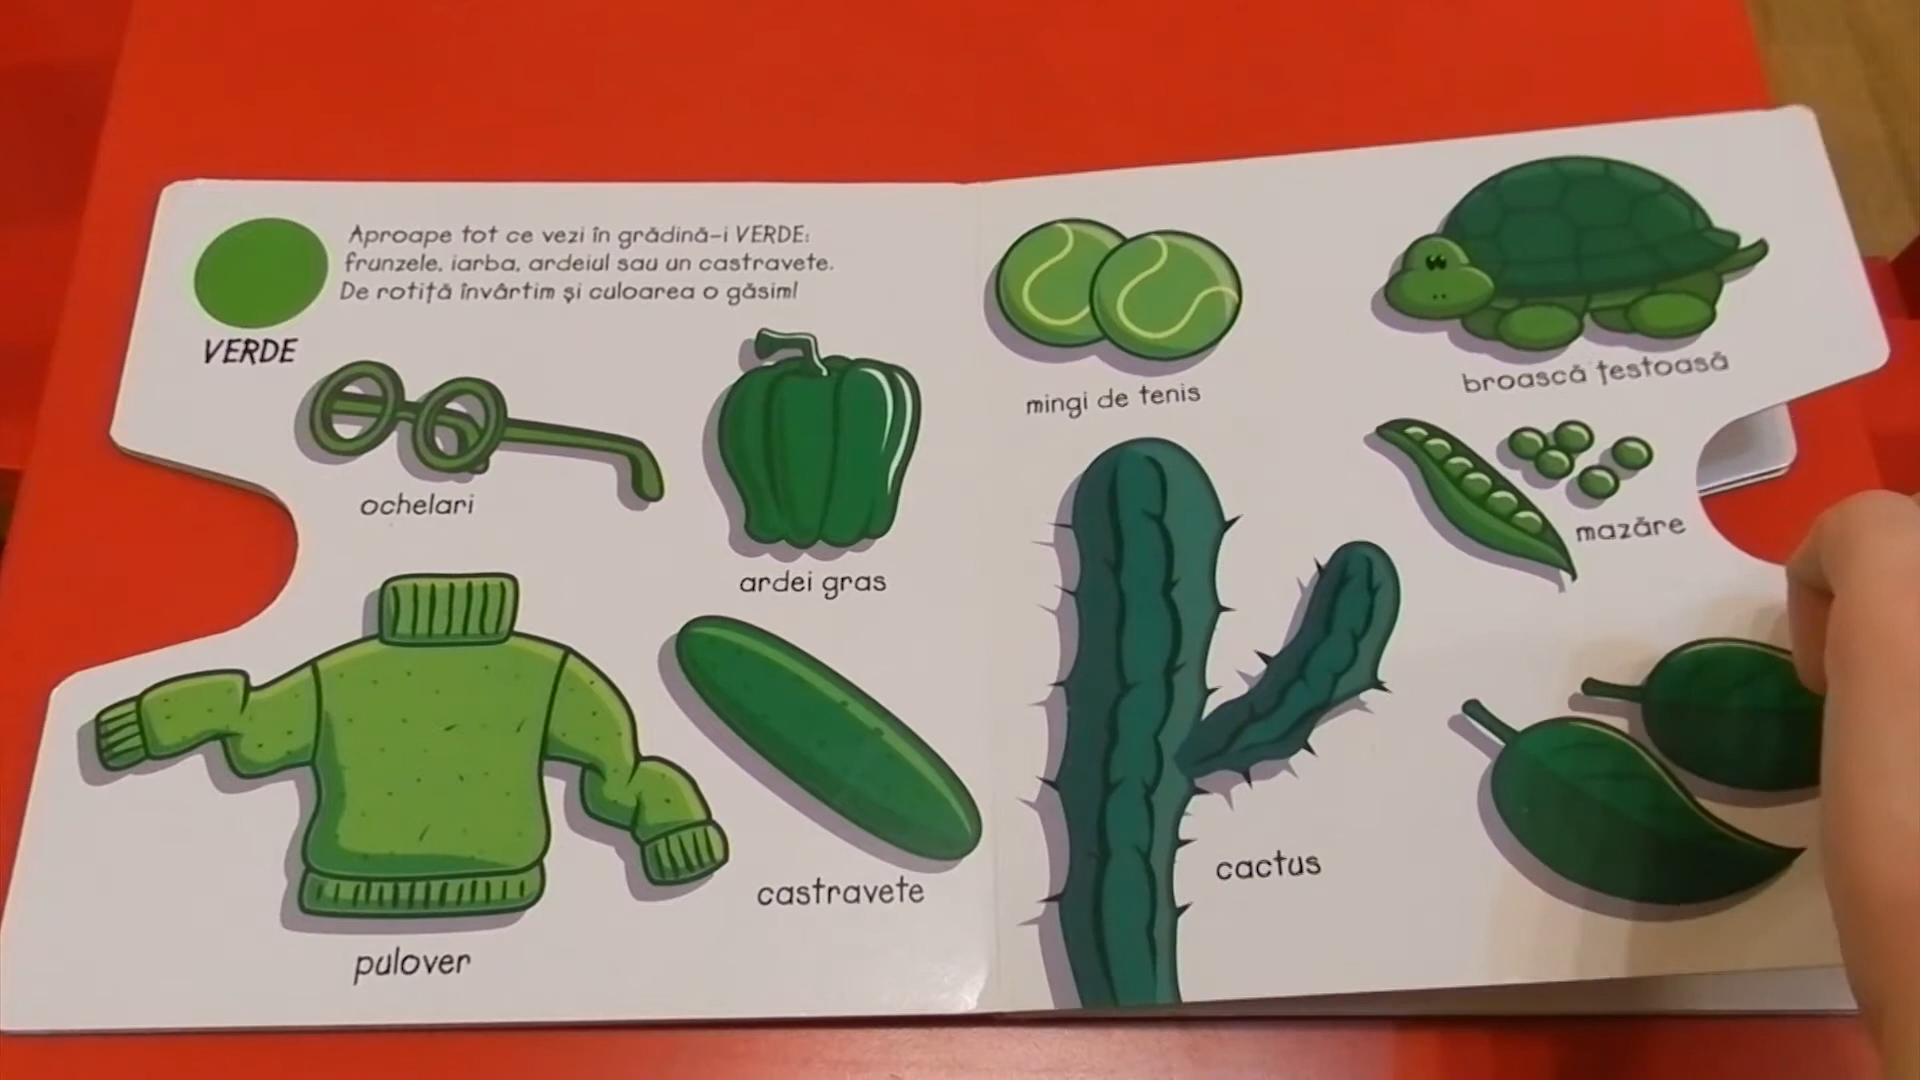 Aproape tot ce vezi în grădină-i VERDE:
frunzele, iarba, ardeiul sau un castravete.
De rotiță învârtim și culoarea o găsim!
VERDE
ochelari
ardei gras
pulover
castravete
mingi de tenis
broască țestoasă
mazăre
cactus